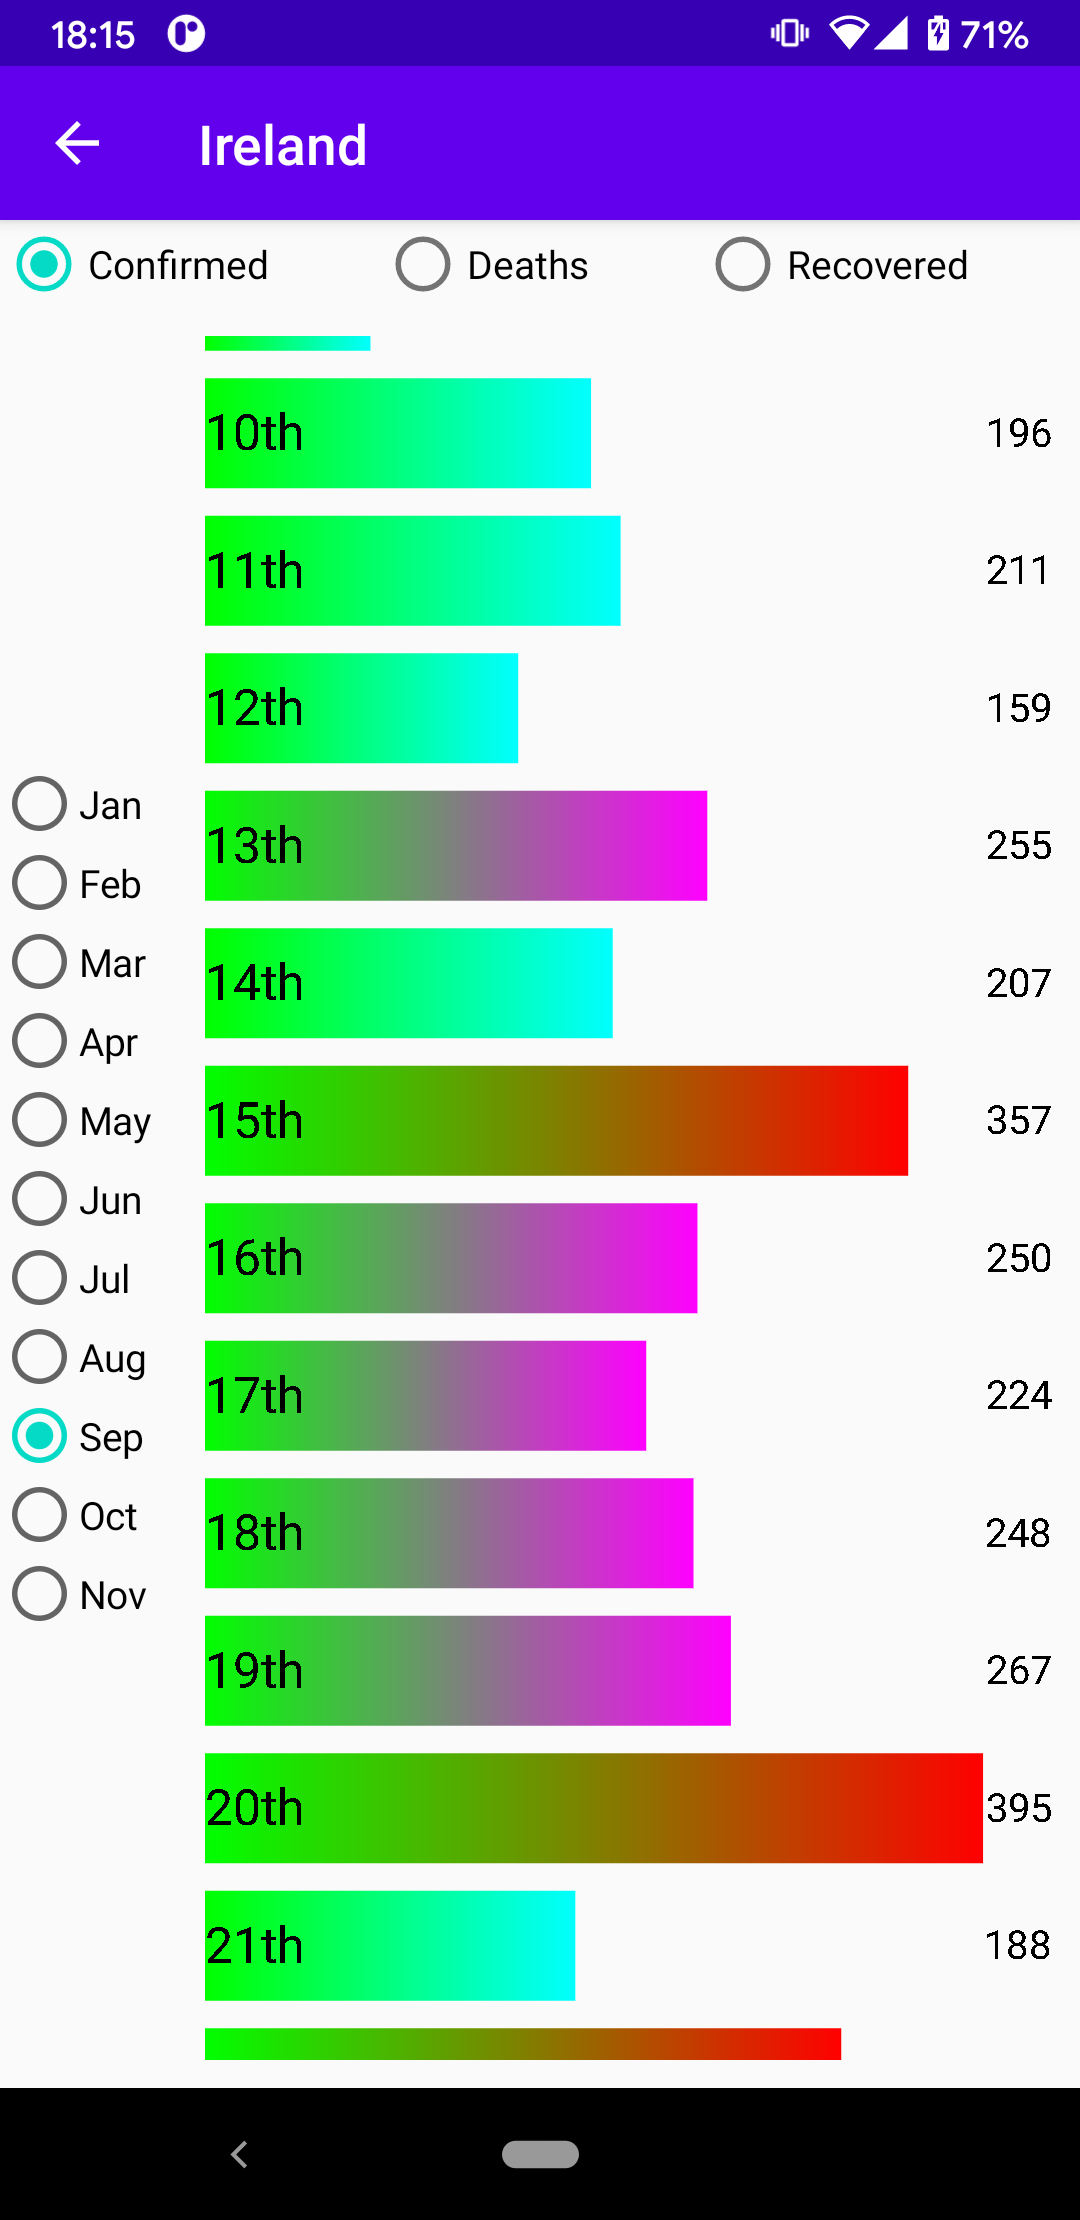 18:15 71%
Ireland
Confirmed Deaths Recovered
10th 196
11th 211
12th 159
13th 255
14th 207
15th 357
16th 250
17th 224
18th 248
19th 267
20th 395
21th 188
Jan
Feb
Mar
Apr
May
Jun
Jul
Aug
Sep
Oct
Nov